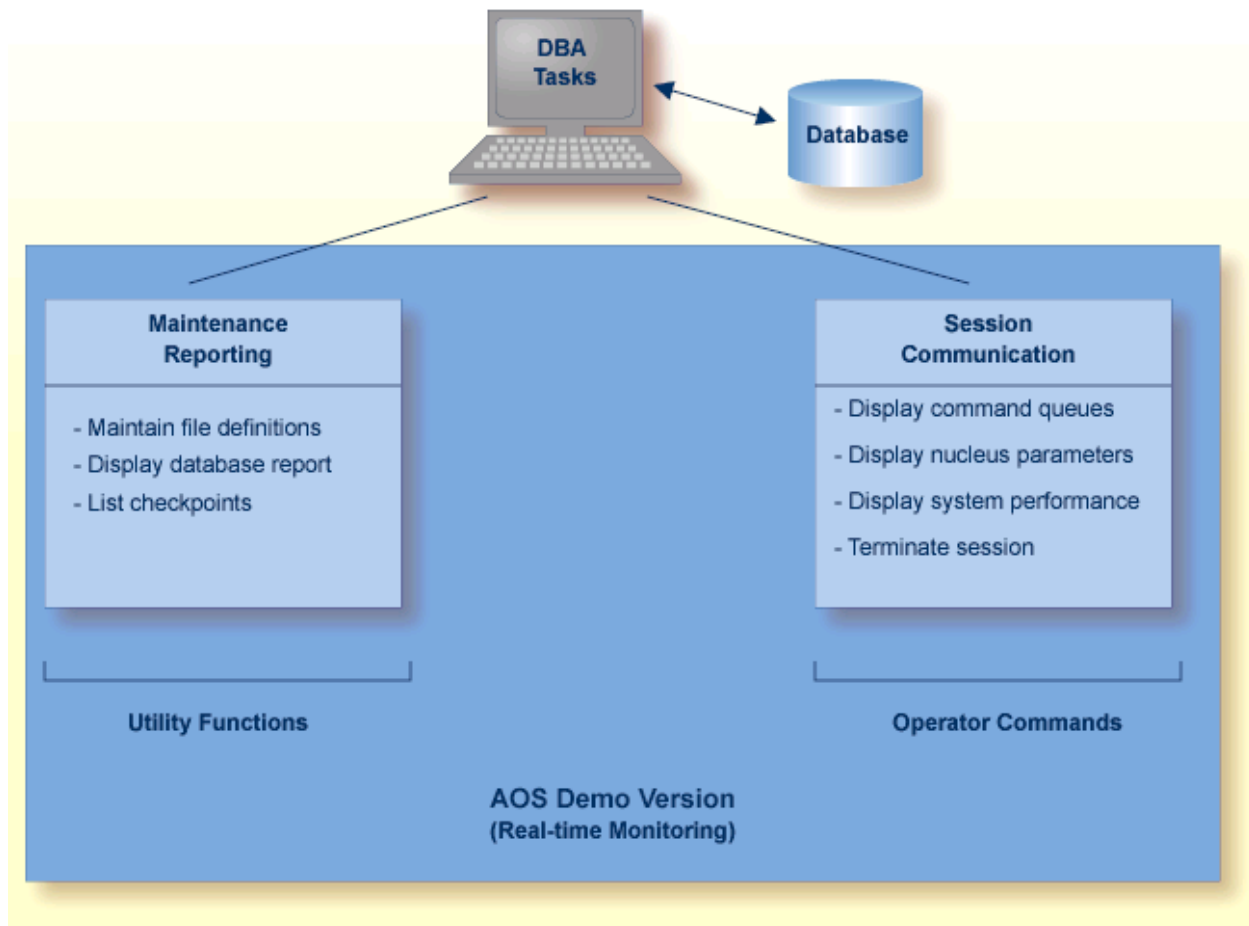 DBA
Tasks
Database
Maintenance
Reporting
- Maintain file definitions
- Display database report
- List checkpoints
Utility Functions
Session
Communication
- Display command queues
- Display nucleus parameters
- Display system performance
- Terminate session
Operator Commands
AOS Demo Version
(Real-time Monitoring)